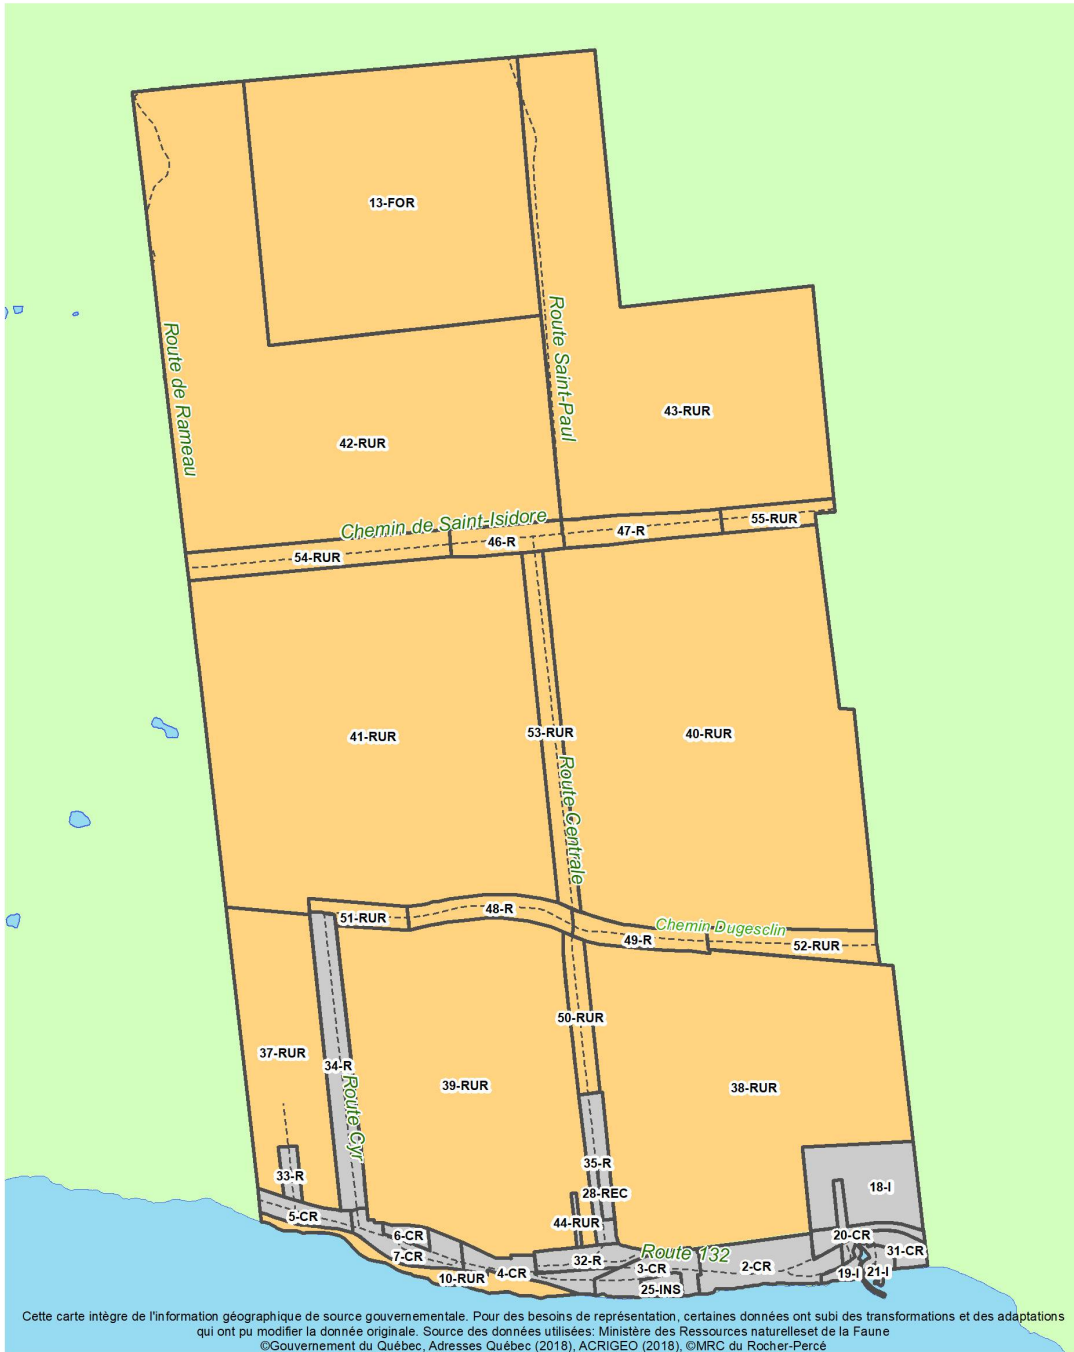 13-FOR
Route Saint-Paul
Route de Rameau
43-RUR
42-RUR
Chemin de Saint-Isidore
55-RUR
47-R
46-R
54-RUR
53-RUR
40-RUR
41-RUR
Route Centrale
48-R
51-RUR
Chemin Dugesclin
49-R
52-RUR
50-RUR
37-RUR
34-R
39-RUR
38-RUR
Route Cyr
35-R
33-R
18-I
28-REC
5-CR
44-RUR
6-CR
20-CR
7-CR
Route 132
31-CR
32-R
3-CR
2-CR
4-CR
19-I
21-I
10-RUR
25-INS
Cette carte intègre de l'information géographique de source gouvernementale. Pour des besoins de représentation, certaines données ont subi des transformations et des adaptations
qui ont pu modifier la donnée originale. Source des données utilisées: Ministère des Ressources naturelleset de la Faune
©Gouvernement du Québec, Adresses Québec (2018), ACRIGEO (2018), ©MRC du Rocher-Percé